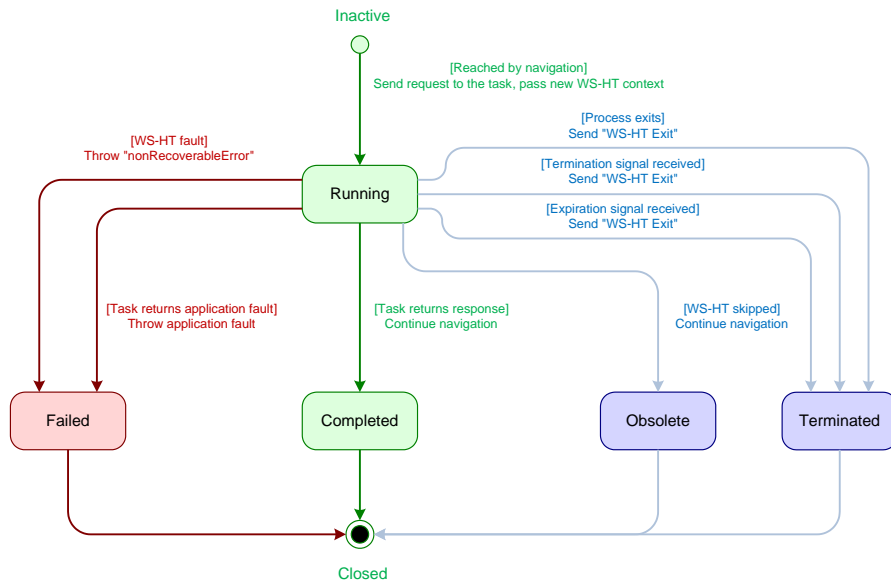 Inactive
[Reached by navigation]
Send request to the task, pass new WS-HT context
[WS-HT fault]
Throw "nonRecoverableError"
[Process exits]
Send "WS-HT Exit"
[Termination signal received]
Send "WS-HT Exit"
Running
[Expiration signal received]
Send "WS-HT Exit"
[Task returns application fault]
Throw application fault
[Task returns response]
Continue navigation
[WS-HT skipped]
Continue navigation
Failed
Completed
Obsolete
Terminated
Closed